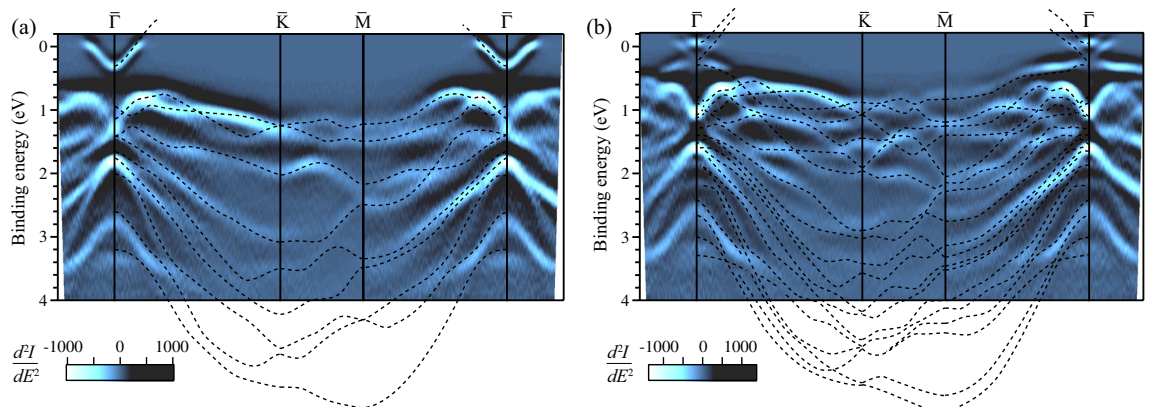 (a) Γ̄ K̄ M̄ Γ̄
Binding energy (eV)
0
1
2
3
4
d²I
dE²
-1000 0 1000
(b) Γ̄ K̄ M̄ Γ̄
Binding energy (eV)
0
1
2
3
4
d²I
dE²
-1000 0 1000